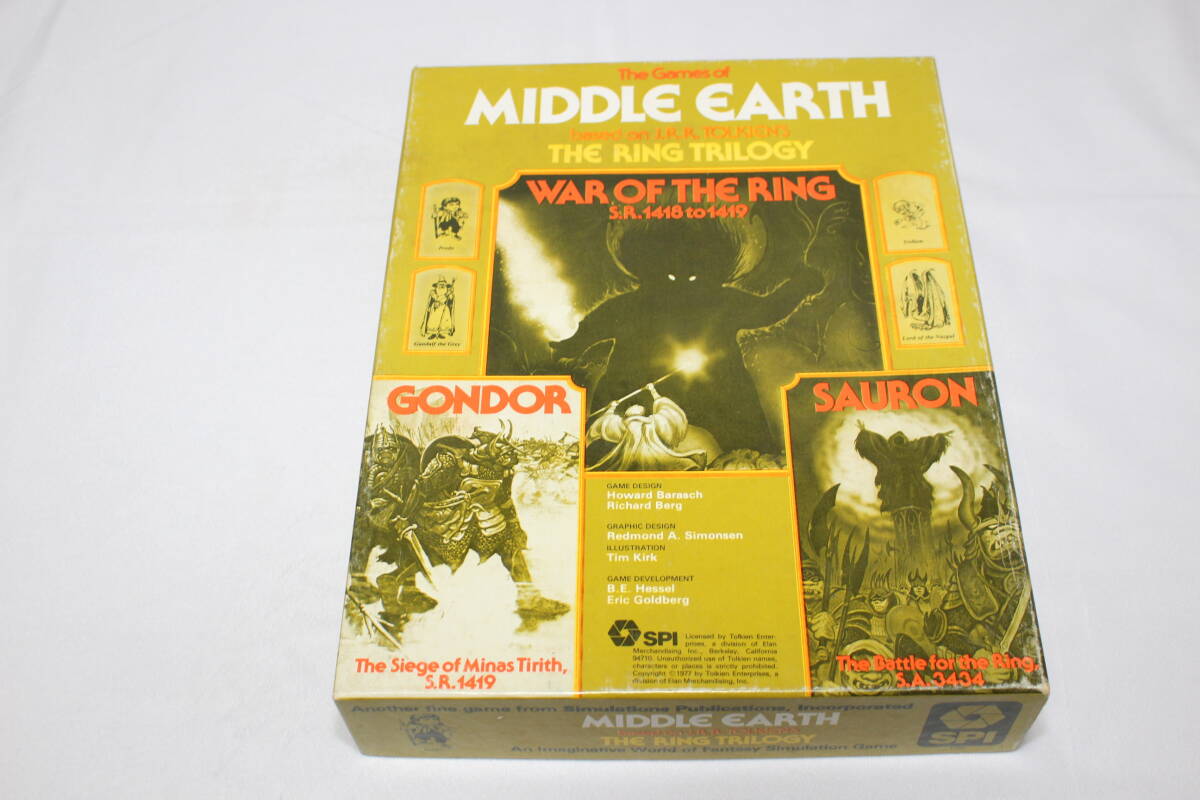 The Games of
MIDDLE EARTH
based on J.R.R. TOLKIEN'S
THE RING TRILOGY
WAR OF THE RING
S.R. 1418 to 1419
Frodo
Gollum
Gandalf the Grey
Lord of the Nazgul
GONDOR
SAURON
GAME DESIGN
Howard Barasch
Richard Berg
GRAPHIC DESIGN
Redmond A. Simonsen
ILLUSTRATION
Tim Kirk
GAME DEVELOPMENT
B.E. Hessel
Eric Goldberg
SPI Licensed by Tolkien Enter-
prises, a division of Elan
Merchandising Inc., Berkeley, California
94710. Unauthorized use of Tolkien names,
characters or places is strictly prohibited.
Copyright ©1977 by Tolkien Enterprises, a
division of Elan Merchandising, Inc.
The Siege of Minas Tirith,
S.R. 1419
The Battle for the Ring,
S.A. 3434
Another fine game from Simulations Publications, Incorporated
MIDDLE EARTH
based on J.R.R. TOLKIEN'S
THE RING TRILOGY
An Imaginative World of Fantasy Simulation Game
SPI